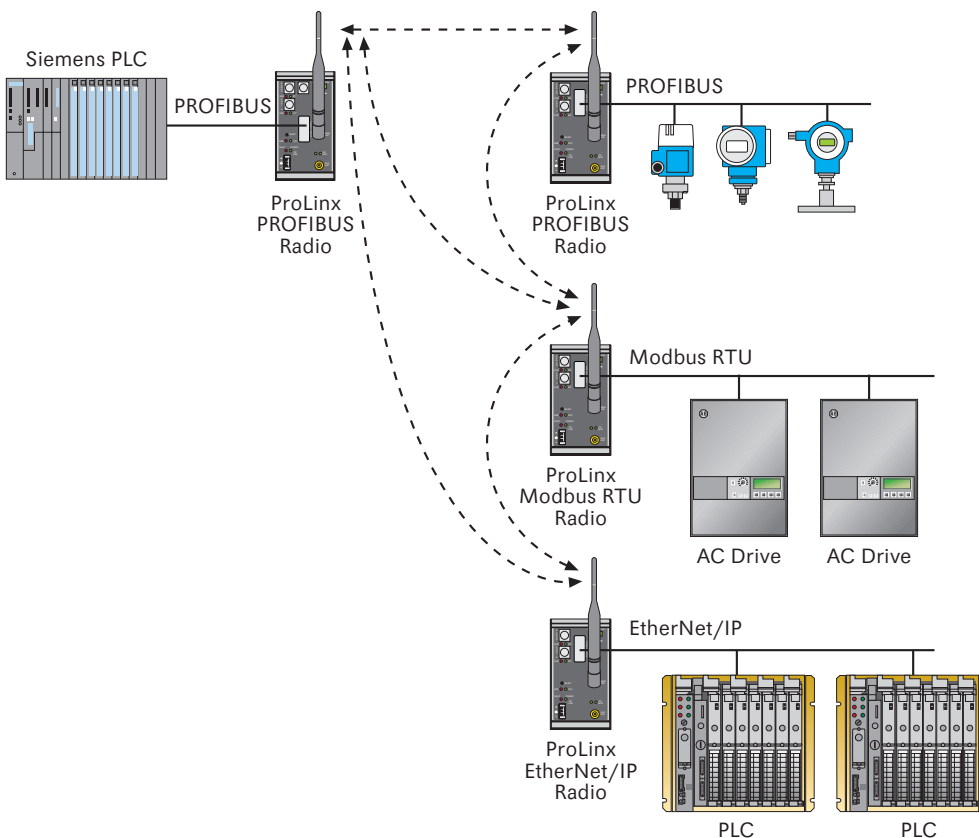 Siemens PLC
PROFIBUS
ProLinx
PROFIBUS
Radio
PROFIBUS
ProLinx
PROFIBUS
Radio
Modbus RTU
ProLinx
Modbus RTU
Radio
AC Drive
AC Drive
EtherNet/IP
ProLinx
EtherNet/IP
Radio
PLC
PLC